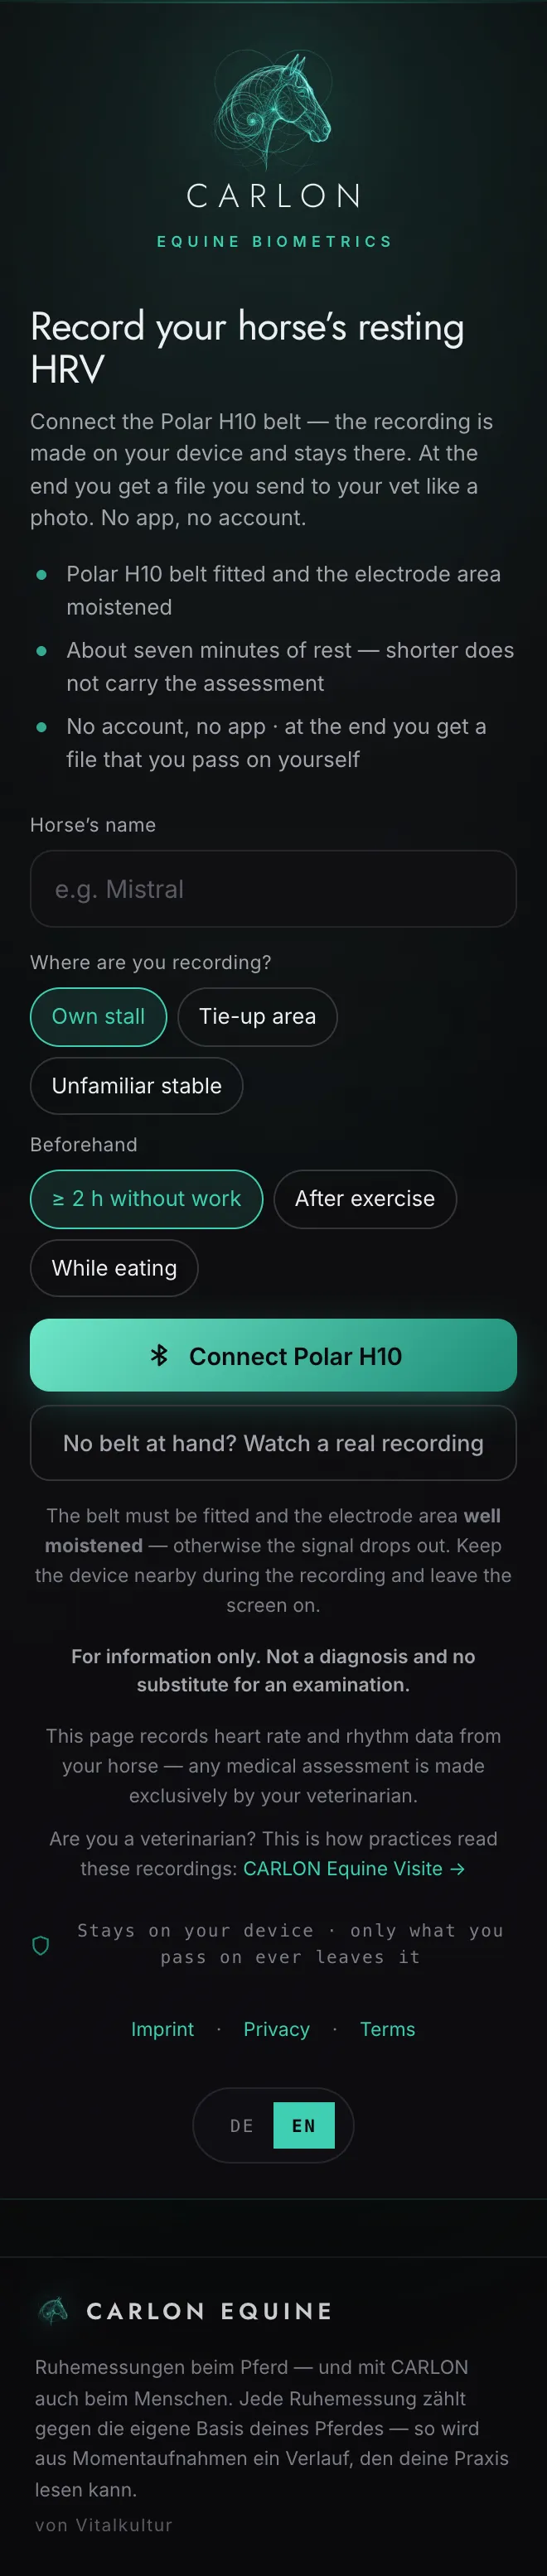 CARLON
EQUINE BIOMETRICS
Record your horse’s resting
HRV
Connect the Polar H10 belt — the recording is
made on your device and stays there. At the
end you get a file you send to your vet like a
photo. No app, no account.
Polar H10 belt fitted and the electrode area
moistened
About seven minutes of rest — shorter does
not carry the assessment
No account, no app · at the end you get a
file that you pass on yourself
Horse’s name
e.g. Mistral
Where are you recording?
Own stall
Tie-up area
Unfamiliar stable
Beforehand
≥ 2 h without work
After exercise
While eating
Connect Polar H10
No belt at hand? Watch a real recording
The belt must be fitted and the electrode area well
moistened — otherwise the signal drops out. Keep
the device nearby during the recording and leave the
screen on.
For information only. Not a diagnosis and no
substitute for an examination.
This page records heart rate and rhythm data from
your horse — any medical assessment is made
exclusively by your veterinarian.
Are you a veterinarian? This is how practices read
these recordings: CARLON Equine Visite →
Stays on your device · only what you
pass on ever leaves it
Imprint · Privacy · Terms
DE EN
CARLON EQUINE
Ruhemessungen beim Pferd — und mit CARLON
auch beim Menschen. Jede Ruhemessung zählt
gegen die eigene Basis deines Pferdes — so wird
aus Momentaufnahmen ein Verlauf, den deine Praxis
lesen kann.
von Vitalkultur